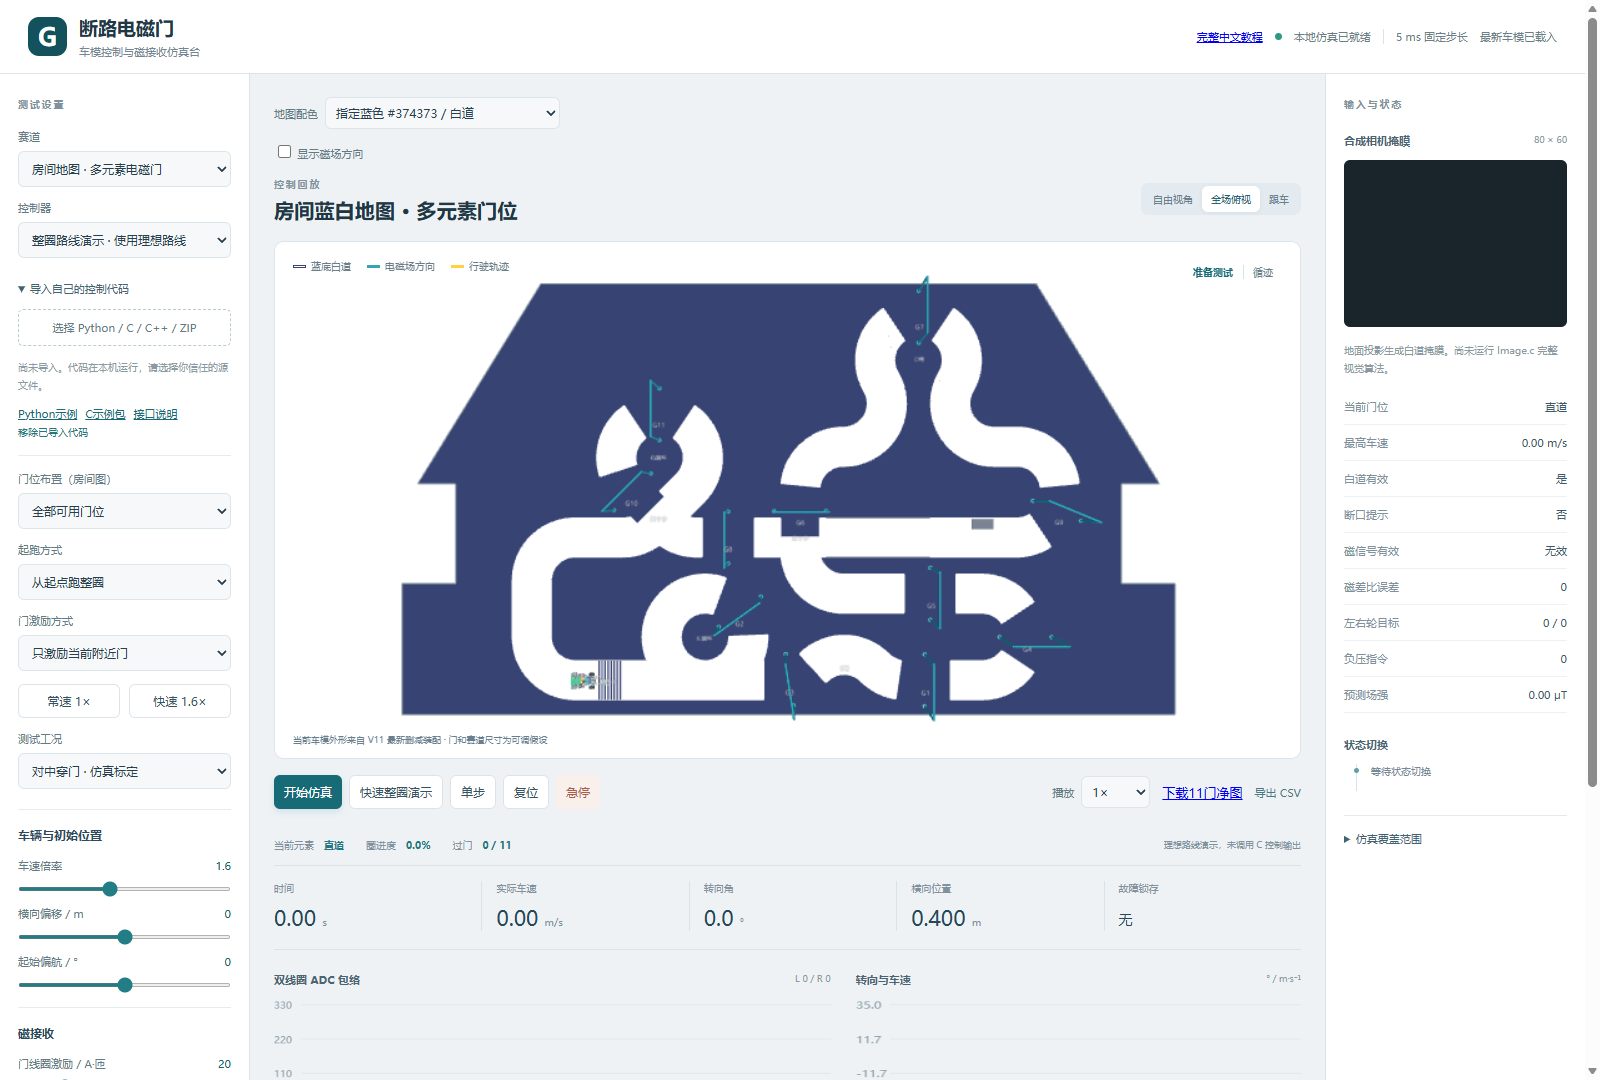 G
断路电磁门
车模控制与磁接收仿真台
完整中文教程
本地仿真已就绪
5 ms 固定步长
最新车模已载入
测试设置
赛道
房间地图 · 多元素电磁门
控制器
整圈路线演示 · 使用理想路线
▼ 导入自己的控制代码
选择 Python / C / C++ / ZIP
尚未导入。代码在本机运行，请选择你信任的源
文件。
Python示例 C示例包 接口说明
移除已导入代码
门位布置（房间图）
全部可用门位
起跑方式
从起点跑整圈
门激励方式
只激励当前附近门
常速 1×
快速 1.6×
测试工况
对中穿门 · 仿真标定
车辆与初始位置
车速倍率 1.6
横向偏移 / m 0
起始偏航 / ° 0
磁接收
门线圈激励 / A·匝 20
地图配色
指定蓝色 #374373 / 白道
显示磁场方向
控制回放
房间蓝白地图 · 多元素门位
自由视角 全场俯视 跟车
蓝底白道 电磁场方向 行驶轨迹
准备测试 循迹
G7
G11
G10
G6
G9
G8
G5
G2
G4
G3
G1
当前车模外形来自 V11 最新删减装配 · 门和赛道尺寸为可调假设
开始仿真
快速整圈演示
单步
复位
急停
播放
1×
下载11门净图
导出 CSV
当前元素 直道
圈进度 0.0%
过门 0 / 11
理想路线演示，未调用 C 控制输出
时间
0.00 s
实际车速
0.00 m/s
转向角
0.0 °
横向位置
0.400 m
故障锁存
无
双线圈 ADC 包络
L 0 / R 0
330
220
110
转向与车速
° / m·s⁻¹
35.0
11.7
-11.7
输入与状态
合成相机掩膜
80 × 60
地面投影生成白道掩膜。尚未运行 Image.c 完整
视觉算法。
当前门位 直道
最高车速 0.00 m/s
白道有效 是
断口提示 否
磁信号有效 无效
磁差比误差 0
左右轮目标 0 / 0
负压指令 0
预测场强 0.00 μT
状态切换
等待状态切换
▶ 仿真覆盖范围